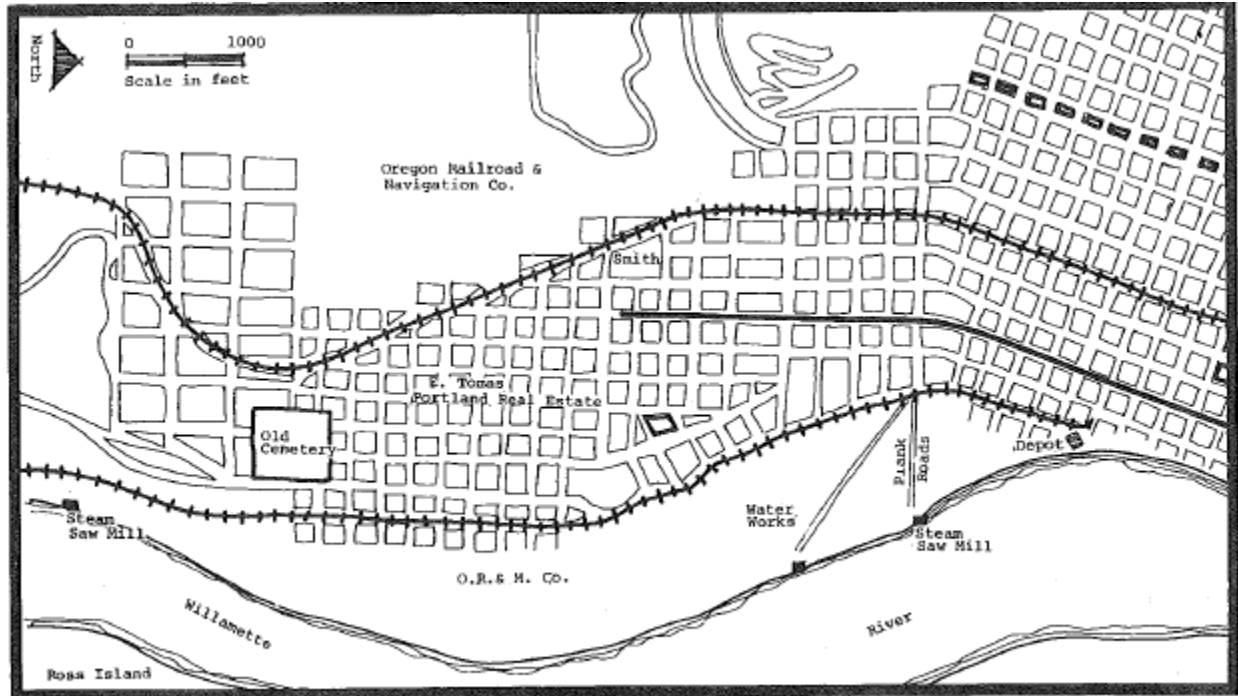 North
0 1000
Scale in feet
Oregon Railroad &
Navigation Co.
Smith
E. Tomas
Portland Real Estate
Old
Cemetery
Depot
Plank
Roads
Water
Works
Steam
Saw Mill
Steam
Saw Mill
O.R.& N. Co.
Willamette
River
Ross Island